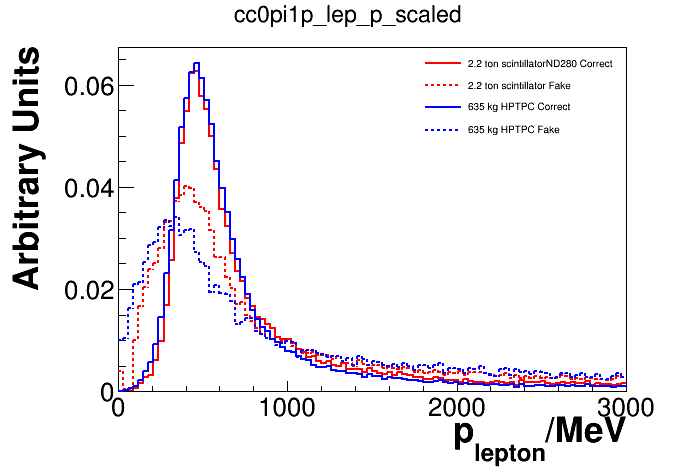 cc0pi1p_lep_p_scaled
Arbitrary Units
2.2 ton scintillatorND280 Correct
2.2 ton scintillator Fake
635 kg HPTPC Correct
635 kg HPTPC Fake
0.06
0.04
0.02
0
0 1000 2000 3000
p_lepton/MeV